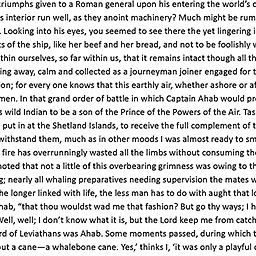 riumphs given to a Roman general upon his entering the world's c
s interior run well, as they anoint machinery? Much might be rum
. Looking into his eyes, you seemed to see there the yet lingering i
ts of the ship, like her beef and her bread, and not to be foolishly w
thin ourselves, so far within us, that it remains intact though all th
ing away, calm and collected as a journeyman joiner engaged for t
on; for every one knows that this earthly air, whether ashore or af
men. In that grand order of battle in which Captain Ahab would pro
s wild Indian to be a son of the Prince of the Powers of the Air. Tas
put in at the Shetland Islands, to receive the full complement of t
withstand them, much as in other moods I was almost ready to sm
fire has overrunningly wasted all the limbs without consuming the
noted that not a little of this overbearing grimness was owing to th
g; nearly all whaling preparatives needing supervision the mates w
he longer linked with life, the less man has to do with aught that lo
hab, "that thou wouldst wad me that fashion? But go thy ways; I h
Well, well; I don't know what it is, but the Lord keep me from catch
rd of Leviathans was Ahab. Some moments passed, during which t
out a cane—a whalebone cane. Yes,' thinks I, 'it was only a playful c